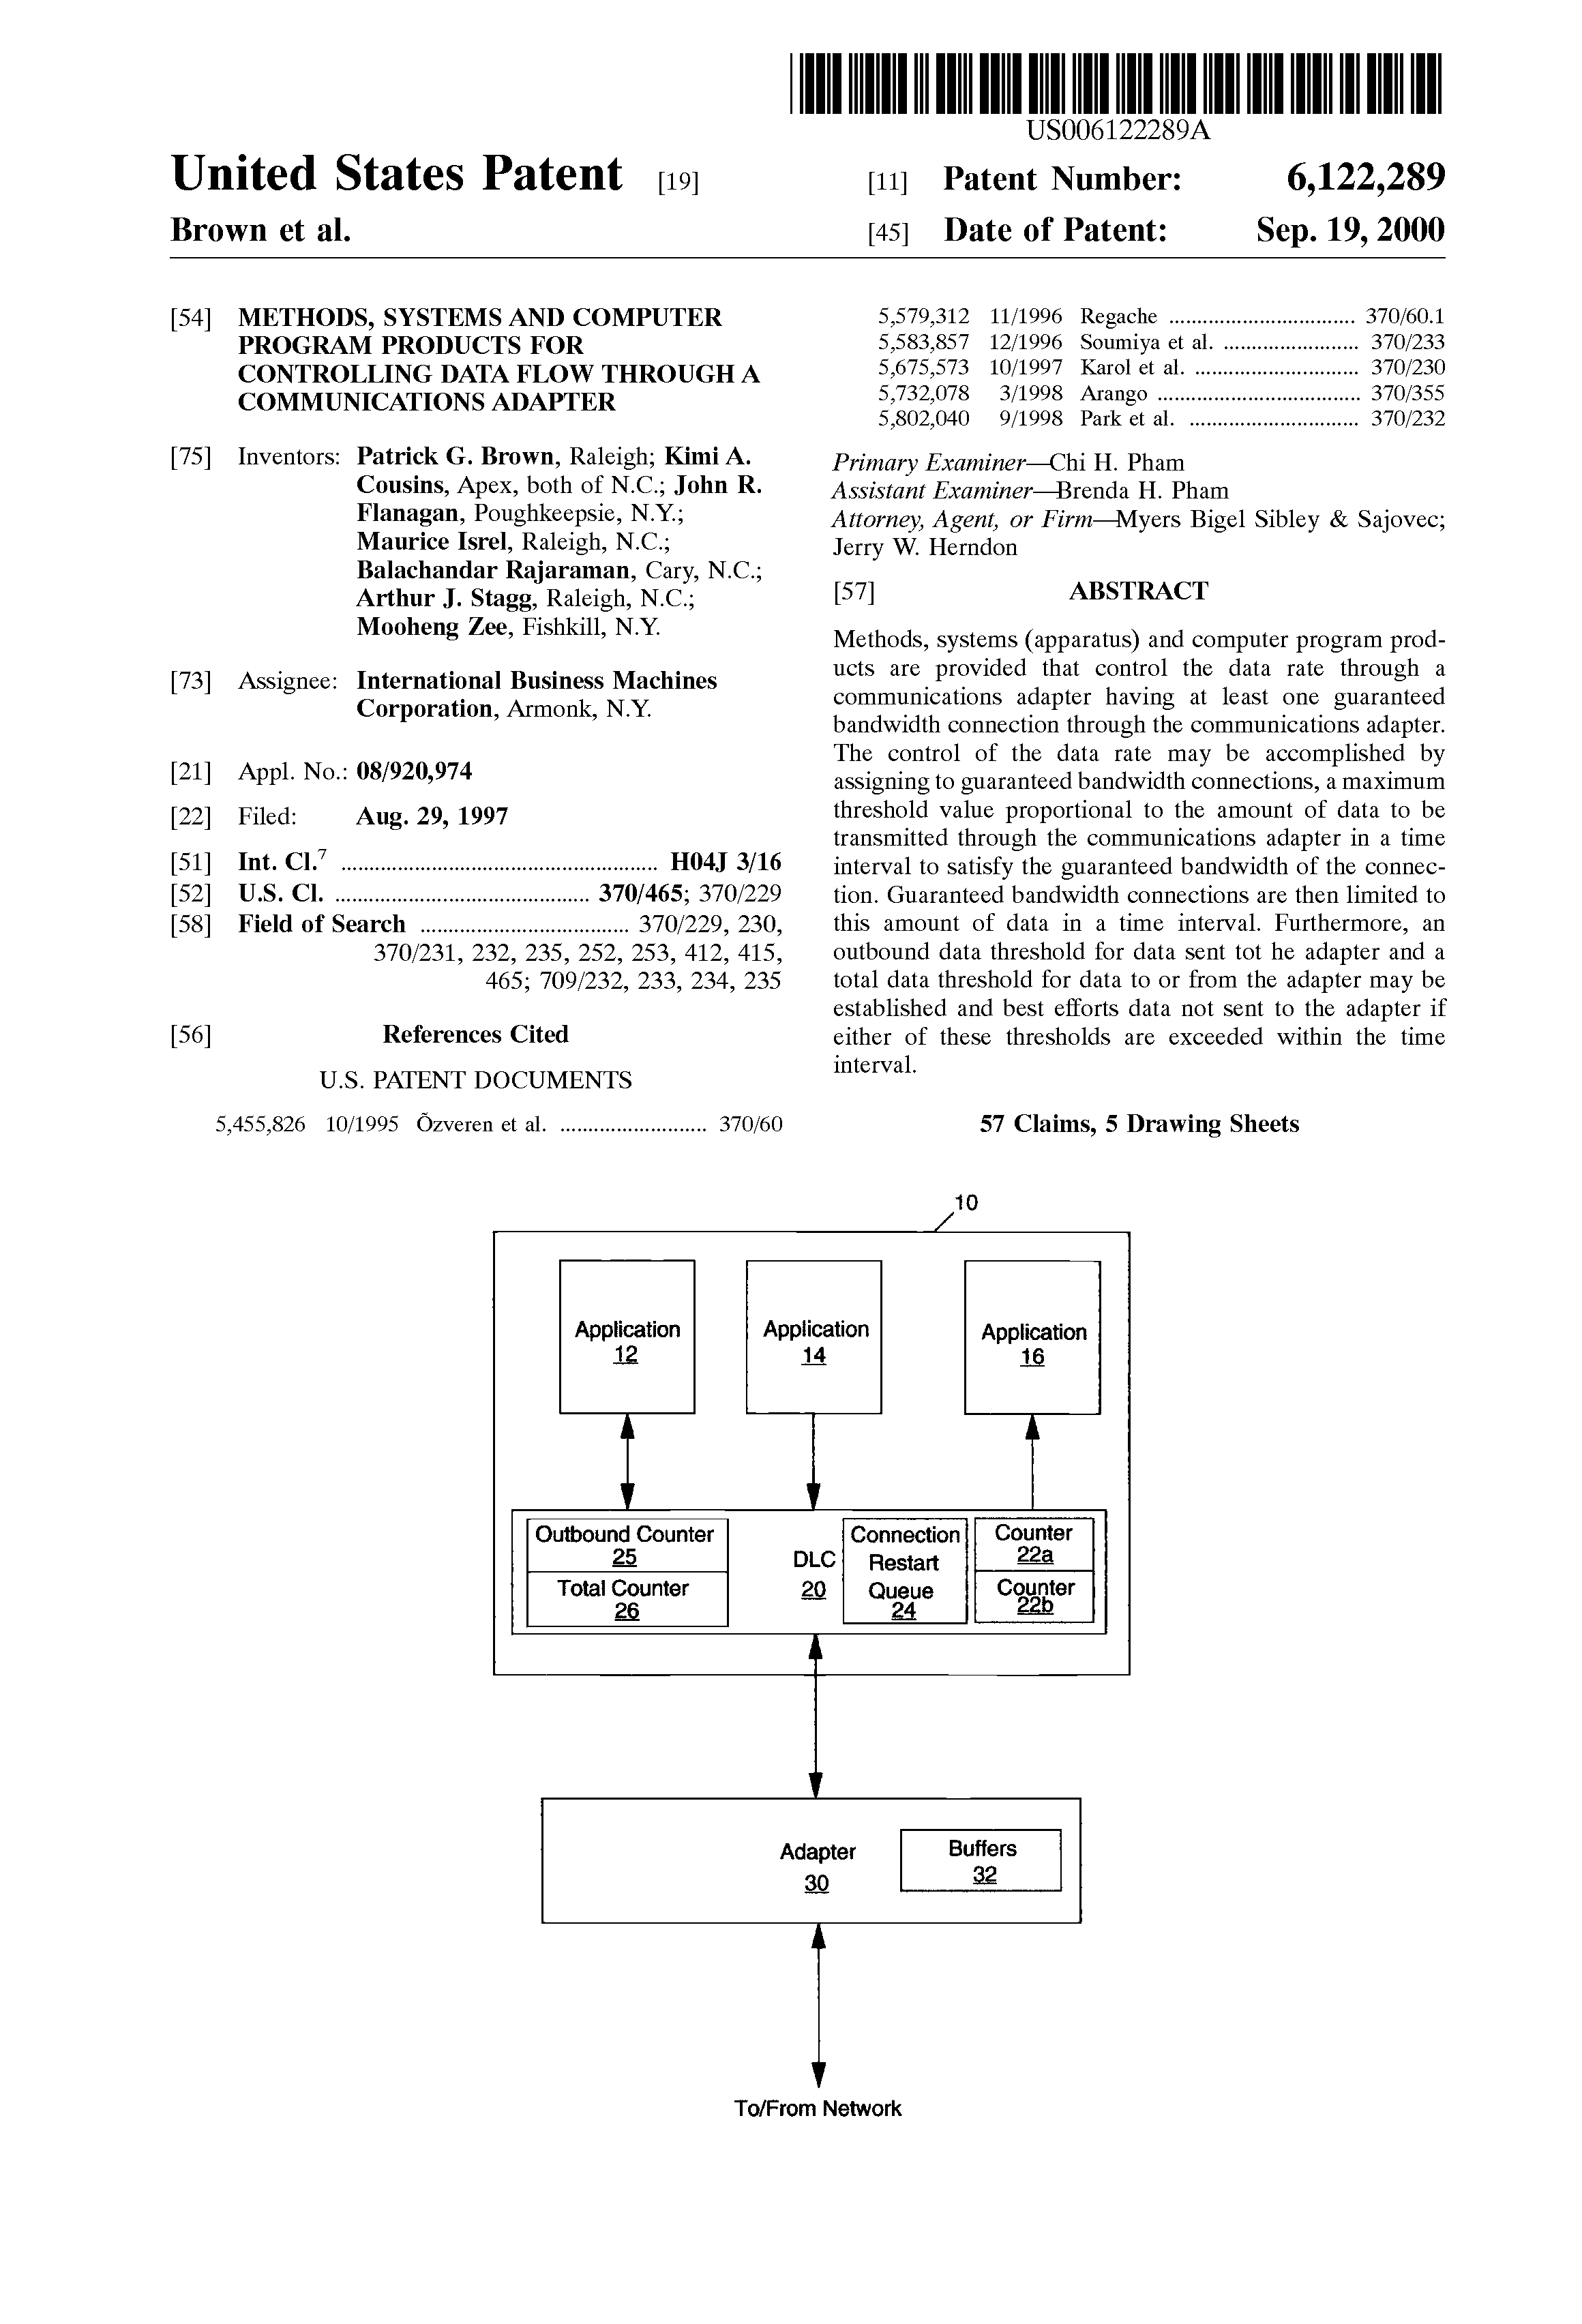 US006122289A
United States Patent [19]
Brown et al.
[11] Patent Number: 6,122,289
[45] Date of Patent: Sep. 19, 2000
[54] METHODS, SYSTEMS AND COMPUTER
PROGRAM PRODUCTS FOR
CONTROLLING DATA FLOW THROUGH A
COMMUNICATIONS ADAPTER
[75] Inventors: Patrick G. Brown, Raleigh; Kimi A.
Cousins, Apex, both of N.C.; John R.
Flanagan, Poughkeepsie, N.Y.;
Maurice Isrel, Raleigh, N.C.;
Balachandar Rajaraman, Cary, N.C.;
Arthur J. Stagg, Raleigh, N.C.;
Mooheng Zee, Fishkill, N.Y.
[73] Assignee: International Business Machines
Corporation, Armonk, N.Y.
[21] Appl. No.: 08/920,974
[22] Filed: Aug. 29, 1997
[51] Int. Cl.7 ........................................................ H04J 3/16
[52] U.S. Cl. ............................................. 370/465; 370/229
[58] Field of Search ..................................... 370/229, 230,
370/231, 232, 235, 252, 253, 412, 415,
465; 709/232, 233, 234, 235
[56] References Cited
U.S. PATENT DOCUMENTS
5,455,826 10/1995 Õzveren et al. .......................... 370/60
5,579,312 11/1996 Regache ................................. 370/60.1
5,583,857 12/1996 Soumiya et al. ........................ 370/233
5,675,573 10/1997 Karol et al. ............................. 370/230
5,732,078 3/1998 Arango .................................... 370/355
5,802,040 9/1998 Park et al. .............................. 370/232
Primary Examiner—Chi H. Pham
Assistant Examiner—Brenda H. Pham
Attorney, Agent, or Firm—Myers Bigel Sibley & Sajovec;
Jerry W. Herndon
[57] ABSTRACT
Methods, systems (apparatus) and computer program prod-
ucts are provided that control the data rate through a
communications adapter having at least one guaranteed
bandwidth connection through the communications adapter.
The control of the data rate may be accomplished by
assigning to guaranteed bandwidth connections, a maximum
threshold value proportional to the amount of data to be
transmitted through the communications adapter in a time
interval to satisfy the guaranteed bandwidth of the connec-
tion. Guaranteed bandwidth connections are then limited to
this amount of data in a time interval. Furthermore, an
outbound data threshold for data sent tot he adapter and a
total data threshold for data to or from the adapter may be
established and best efforts data not sent to the adapter if
either of these thresholds are exceeded within the time
interval.
57 Claims, 5 Drawing Sheets
10
Application
12
Application
14
Application
16
Outbound Counter
25
Total Counter
26
DLC
20
Connection
Restart
Queue
24
Counter
22a
Counter
22b
Adapter
30
Buffers
32
To/From Network